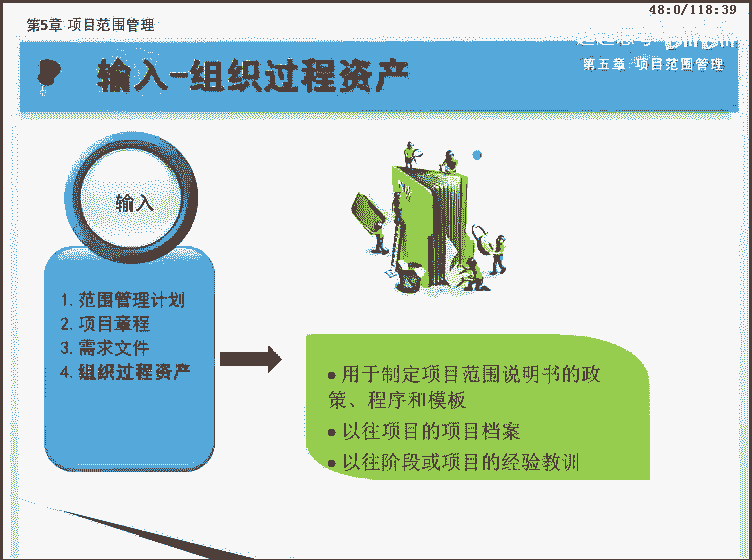 48:0/118:39
第5章 项目范围管理
输入-组织过程资产
第五章 项目范围管理
输入
1. 范围管理计划
2. 项目章程
3. 需求文件
4. 组织过程资产
● 用于制定项目范围说明书的政
策、程序和模板
● 以往项目的项目档案
● 以往阶段或项目的经验教训